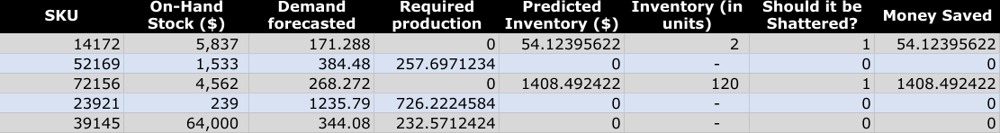 SKU On-Hand Stock ($) Demand forecasted Required production Predicted Inventory ($) Inventory (in units) Should it be Shattered? Money Saved
14172 5,837 171.288 0 54.12395622 2 1 54.12395622
52169 1,533 384.48 257.6971234 0 - 0 0
72156 4,562 268.272 0 1408.492422 120 1 1408.492422
23921 239 1235.79 726.2224584 0 - 0 0
39145 64,000 344.08 232.5712424 0 - 0 0